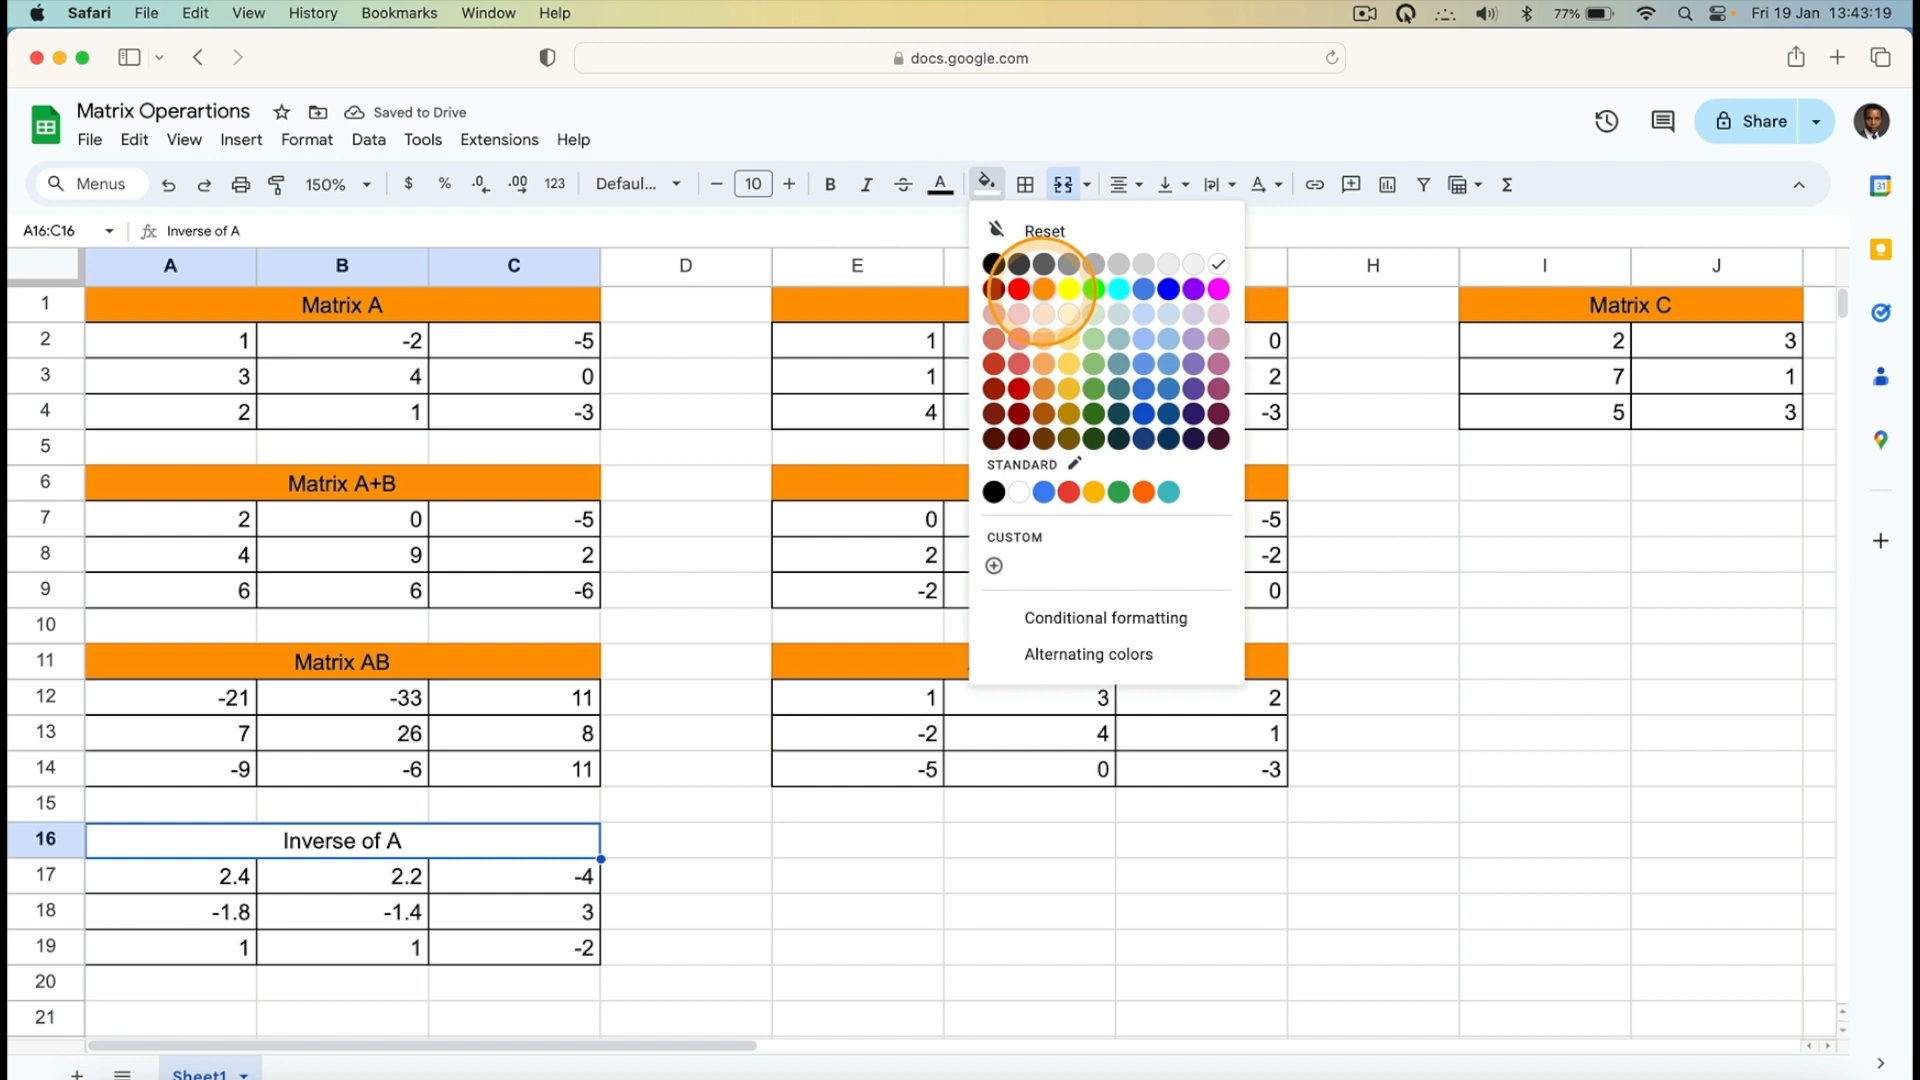 Safari File Edit View History Bookmarks Window Help 77% Fri 19 Jan 13:43:19
docs.google.com
Matrix Operartions Saved to Drive
File Edit View Insert Format Data Tools Extensions Help
Share
Menus 150% $ % .0 .00 123 Defaul... 10 B I A
A16:C16 fx Inverse of A
Reset
A B C D E H I J
1 Matrix A Matrix C
2 1 -2 -5 1 0 2 3
3 3 4 0 1 2 7 1
4 2 1 -3 4 -3 5 3
5
STANDARD
6 Matrix A+B
7 2 0 -5 0 -5
CUSTOM
8 4 9 2 2 -2
9 6 6 -6 -2 0
10
Conditional formatting
11 Matrix AB
Alternating colors
12 -21 -33 11 1 3 2
13 7 26 8 -2 4 1
14 -9 -6 11 -5 0 -3
15
16 Inverse of A
17 2.4 2.2 -4
18 -1.8 -1.4 3
19 1 1 -2
20
21
Sheet1
31